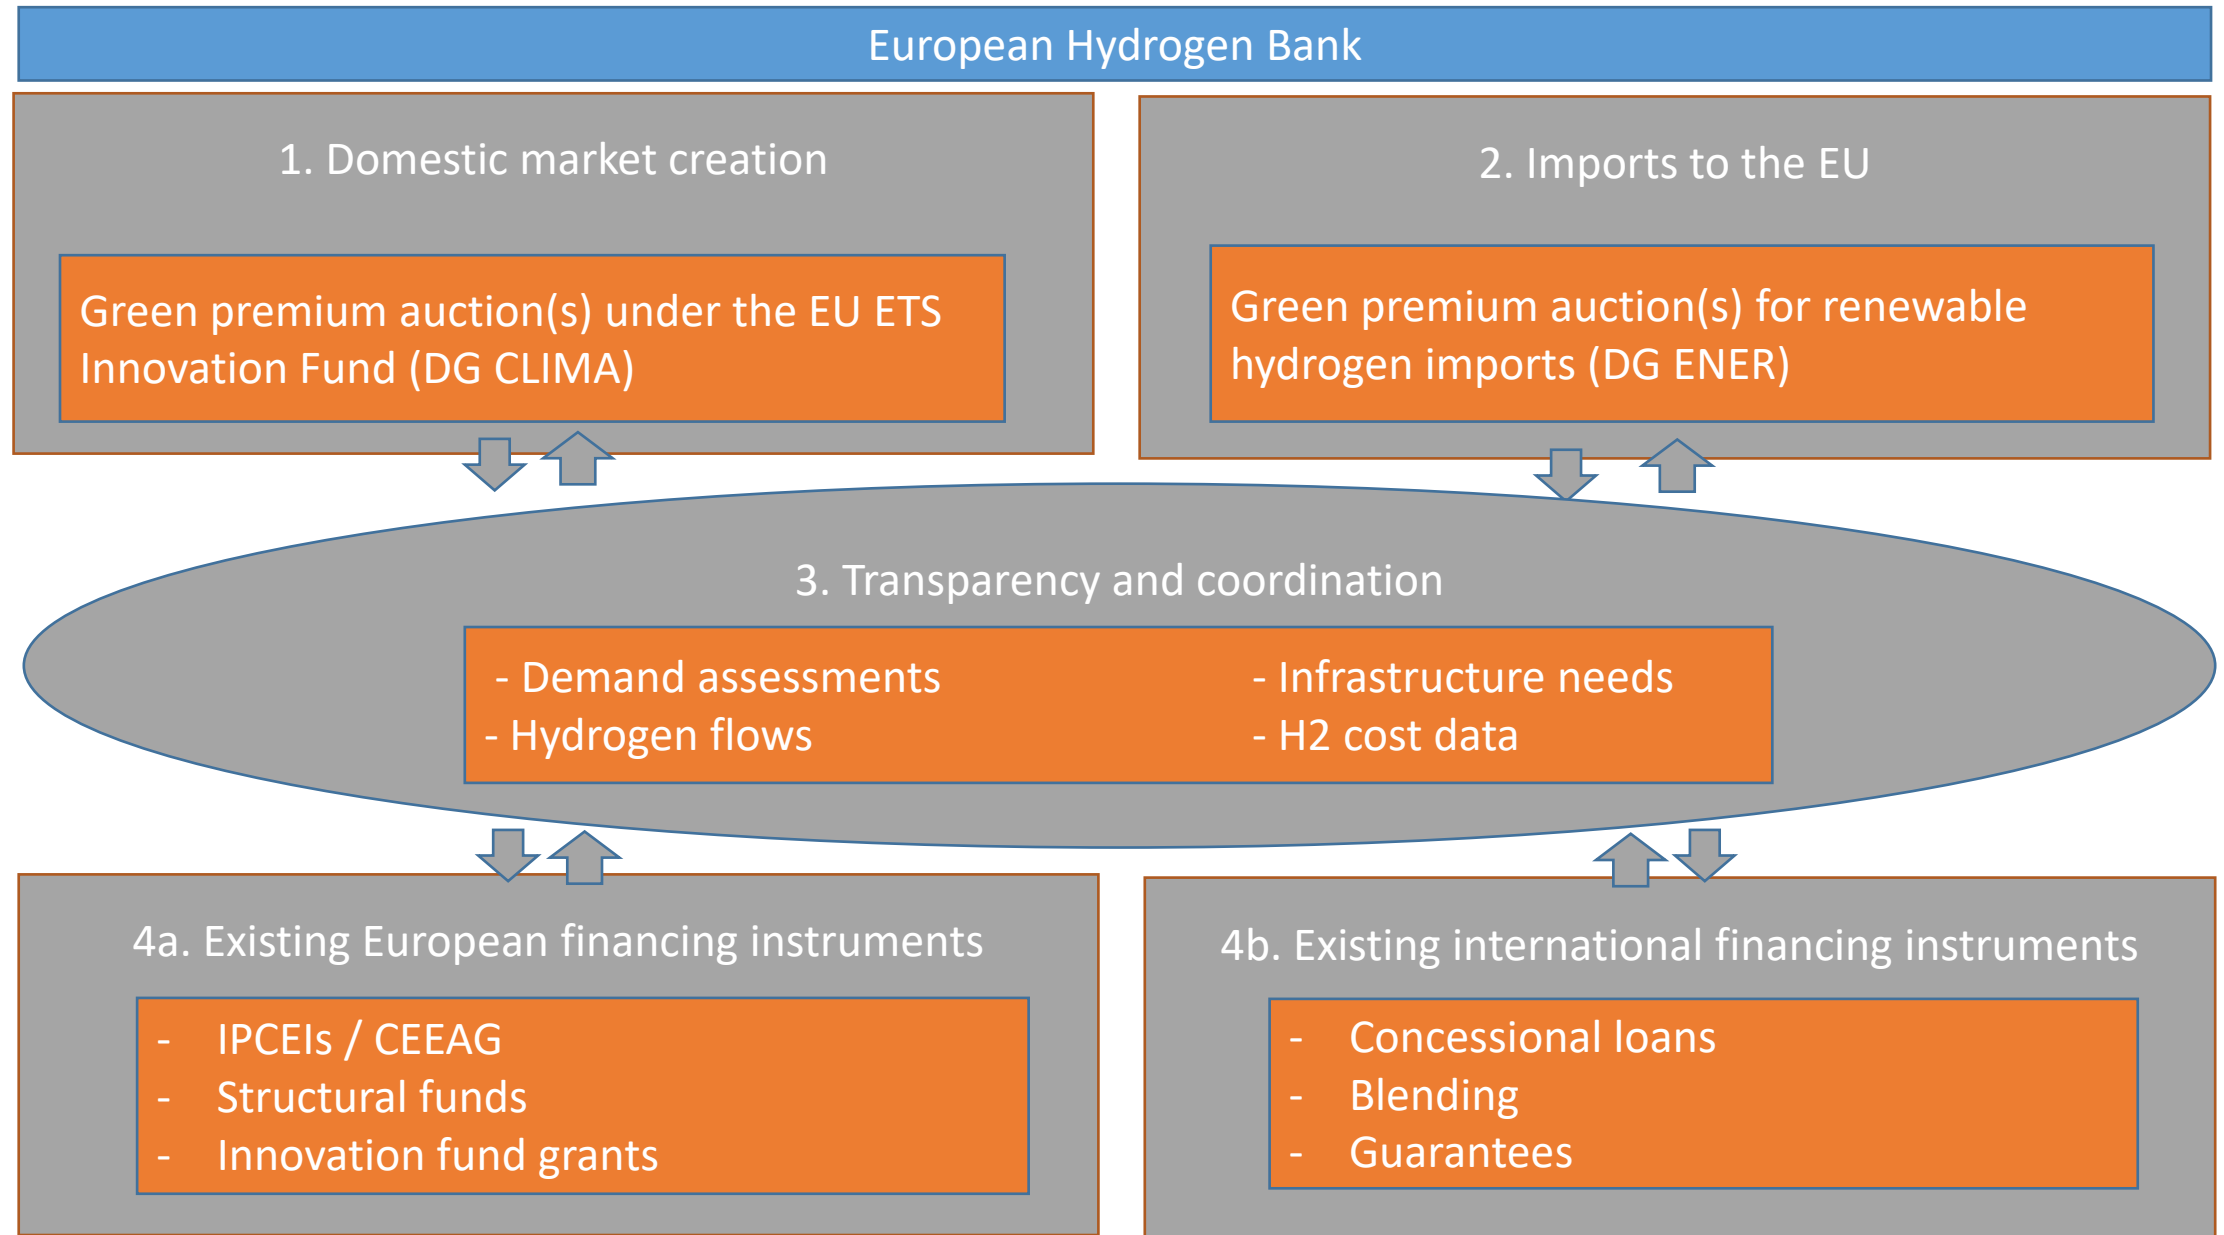 European Hydrogen Bank
1. Domestic market creation
Green premium auction(s) under the EU ETS
Innovation Fund (DG CLIMA)
2. Imports to the EU
Green premium auction(s) for renewable
hydrogen imports (DG ENER)
3. Transparency and coordination
- Demand assessments
- Hydrogen flows
- Infrastructure needs
- H2 cost data
4a. Existing European financing instruments
- IPCEIs / CEEAG
- Structural funds
- Innovation fund grants
4b. Existing international financing instruments
- Concessional loans
- Blending
- Guarantees